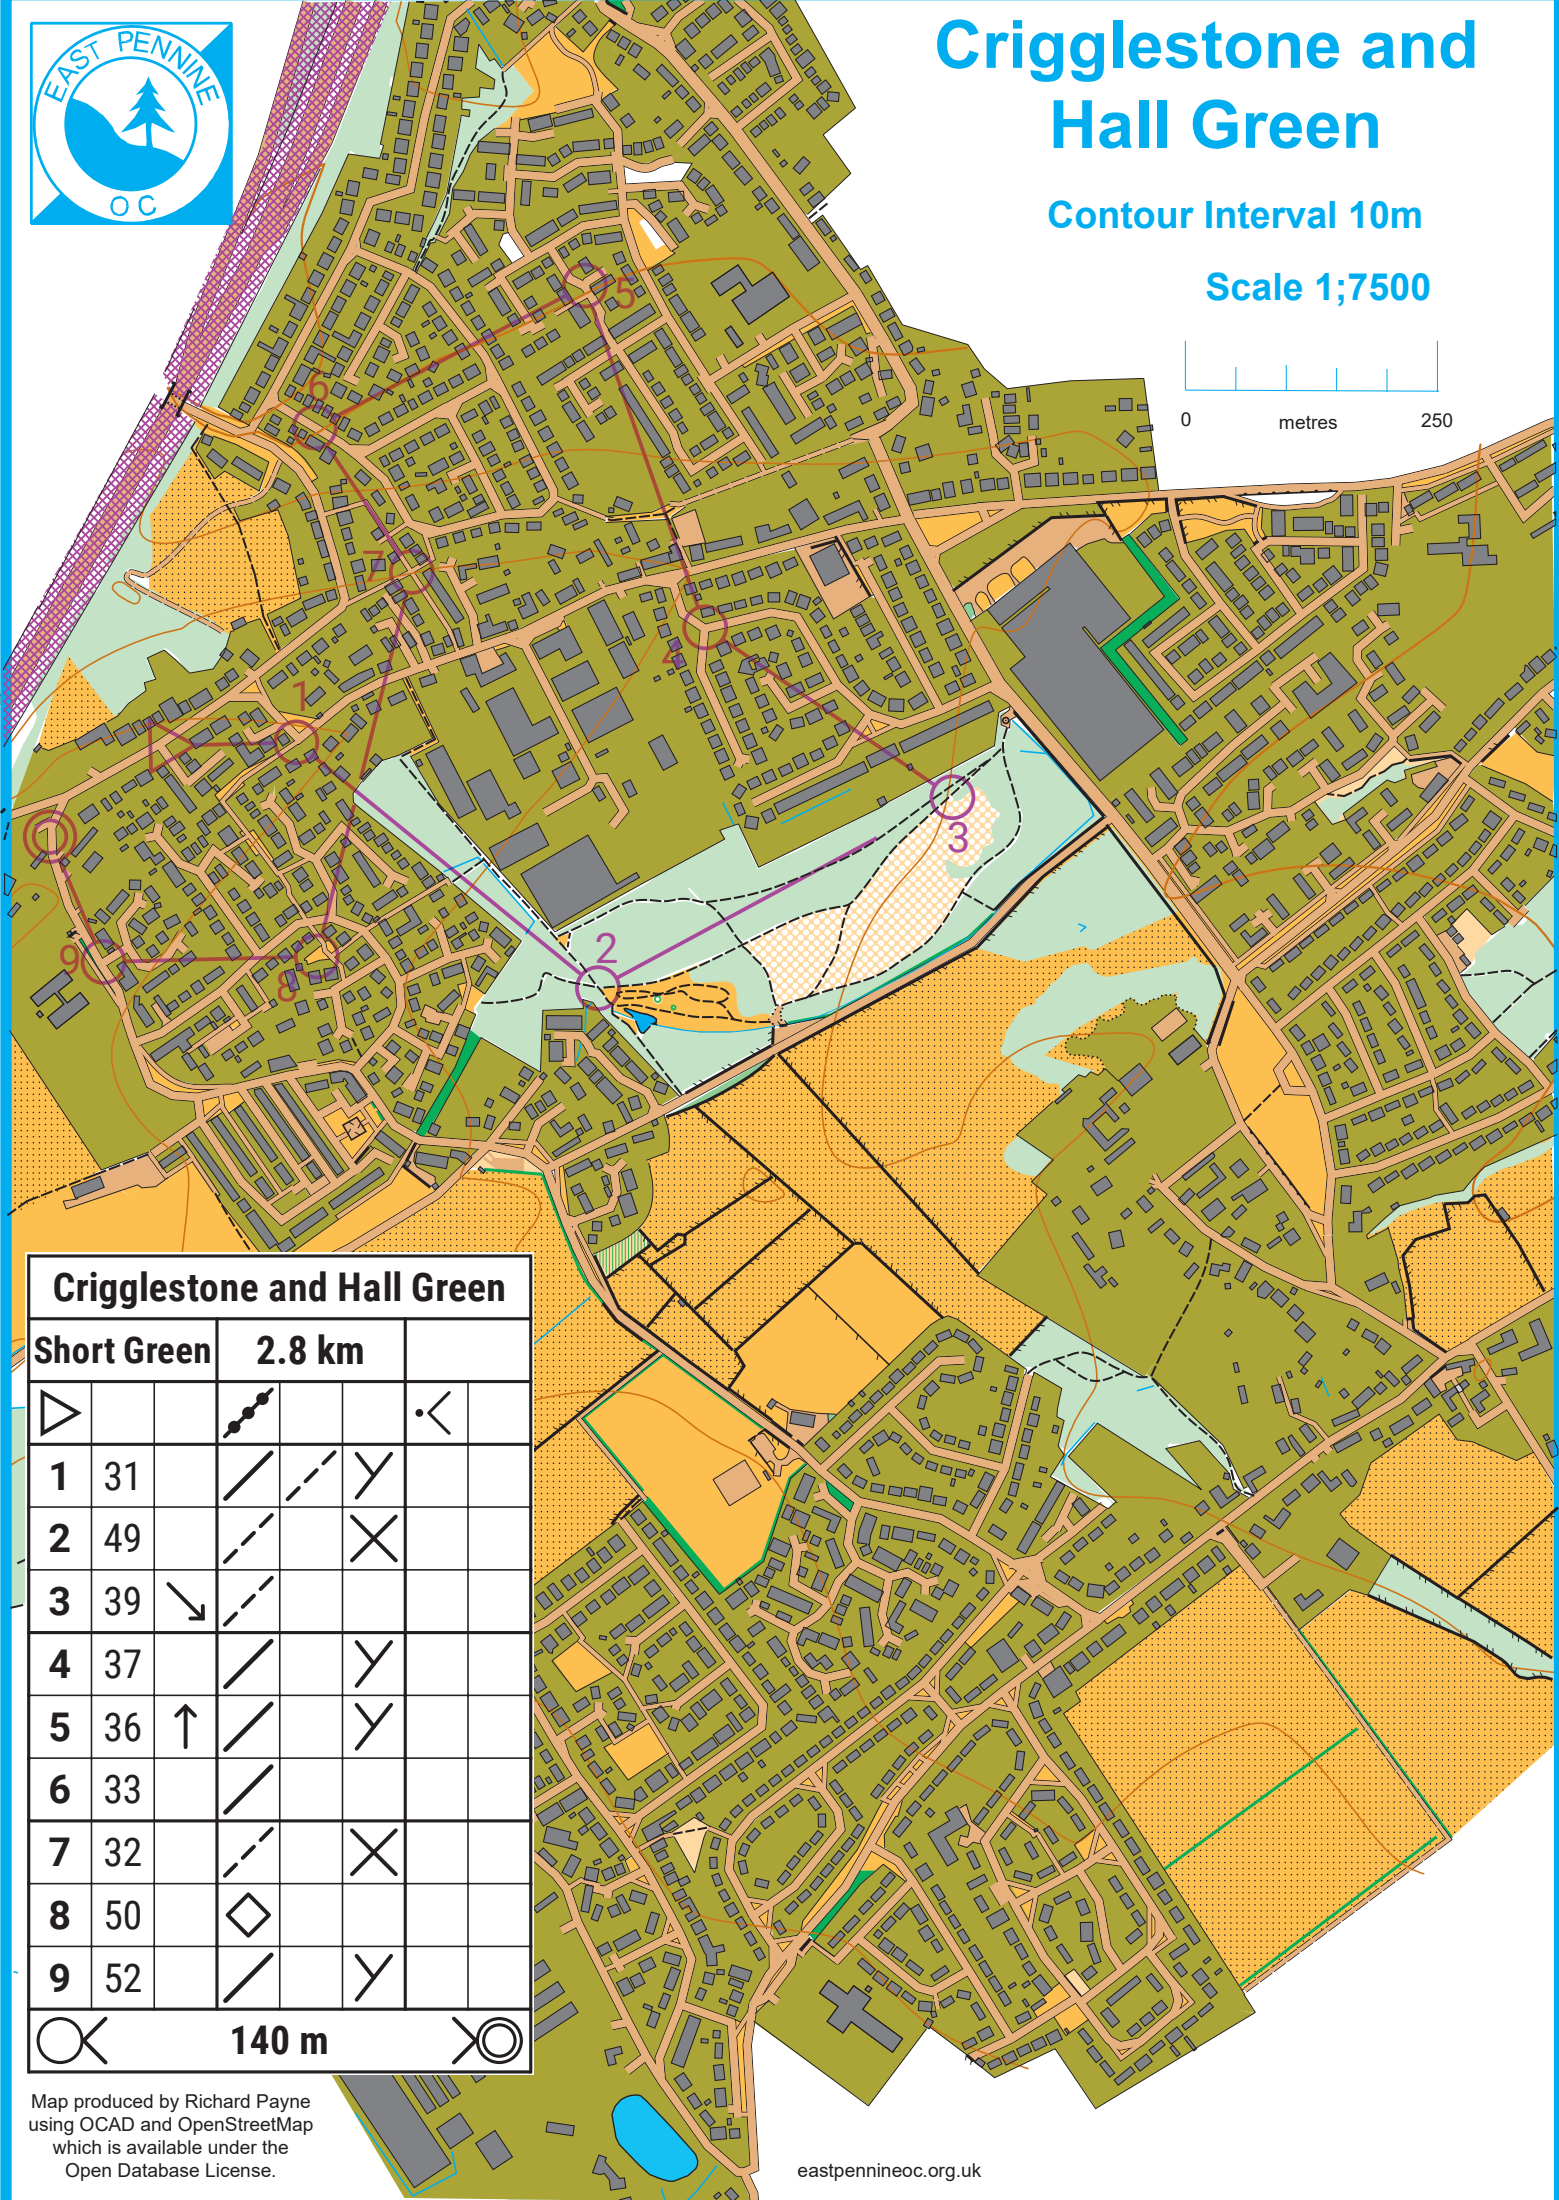 EAST PENNINE
OC
Crigglestone and
Hall Green
Contour Interval 10m
Scale 1;7500
0
metres
250
5
6
7
4
1
3
2
9
8
Crigglestone and Hall Green
Short Green 2.8 km
1 31
2 49
3 39
4 37
5 36
6 33
7 32
8 50
9 52
140 m
Map produced by Richard Payne
using OCAD and OpenStreetMap
which is available under the
Open Database License.
eastpennineoc.org.uk